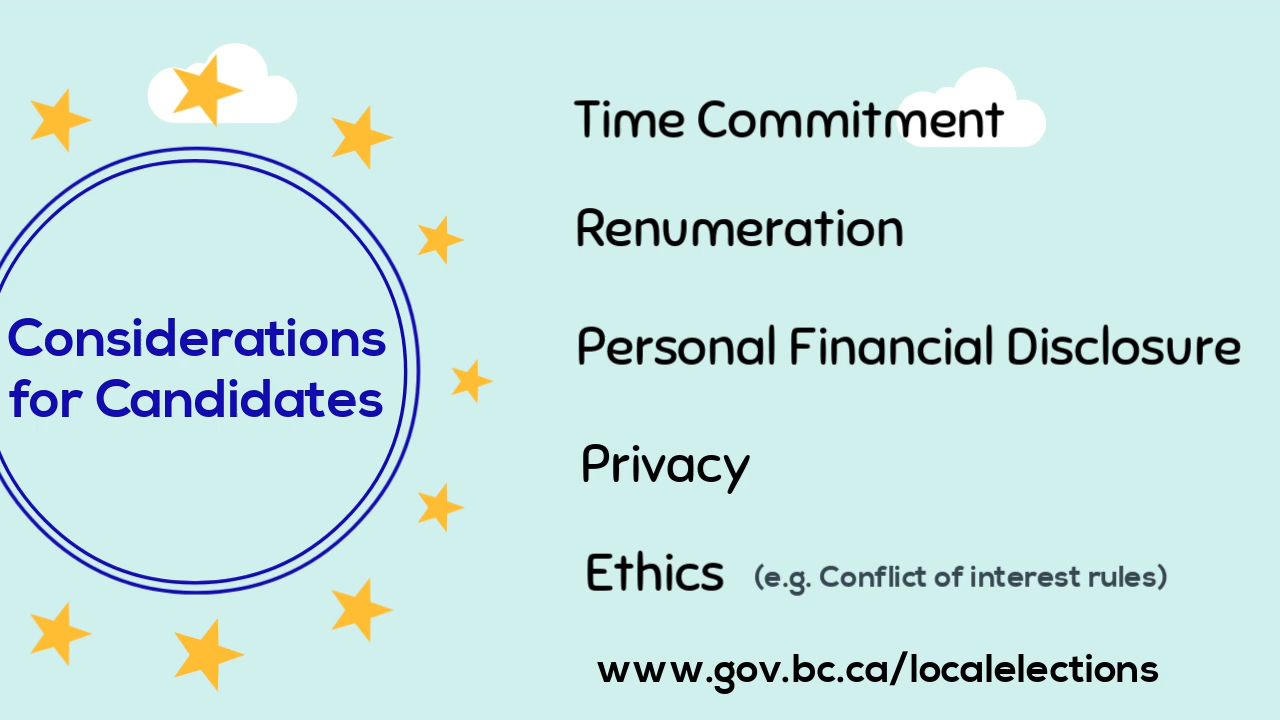 Considerations
for Candidates
Time Commitment
Renumeration
Personal Financial Disclosure
Privacy
Ethics (e.g. Conflict of interest rules)
www.gov.bc.ca/localelections